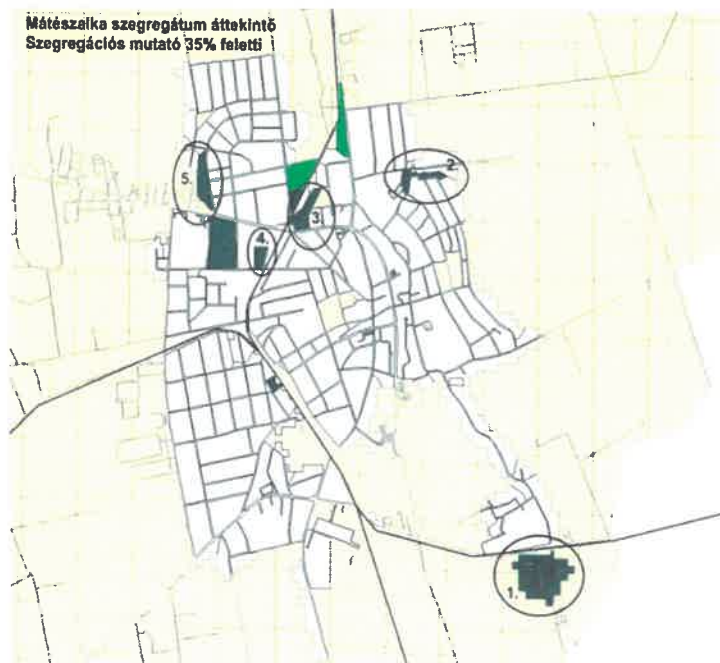 Mátészalka szegregátum áttekintő
Szegregációs mutató 35% feletti
5.
2.
3.
4.
1.